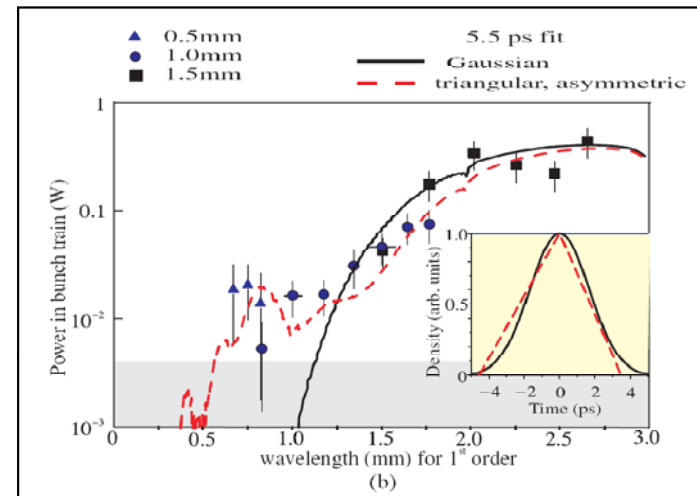 0.5mm
1.0mm
1.5mm
5.5 ps fit
Gaussian
triangular, asymmetric
Power in bunch train (W)
1
0.1
10⁻²
10⁻³
0 0.5 1.0 1.5 2.0 2.5 3.0
wavelength (mm) for 1ˢᵗ order
Density (arb. units)
1.0
0.5
0
−4 −2 0 2 4
Time (ps)
(b)